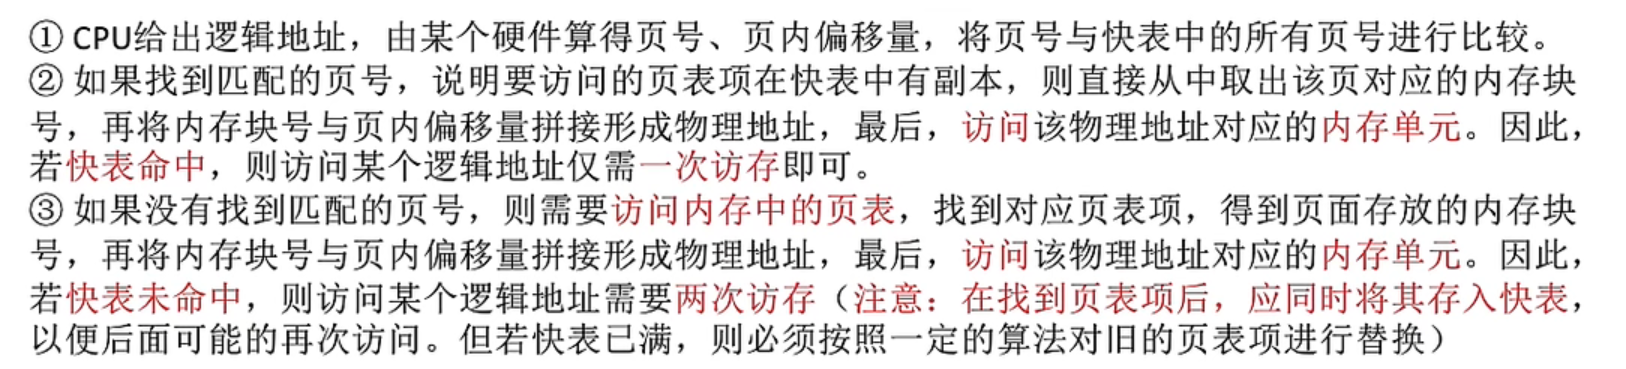 ① CPU给出逻辑地址，由某个硬件算得页号、页内偏移量，将页号与快表中的所有页号进行比较。
② 如果找到匹配的页号，说明要访问的页表项在快表中有副本，则直接从中取出该页对应的内存块
号，再将内存块号与页内偏移量拼接形成物理地址，最后，访问该物理地址对应的内存单元。因此，
若快表命中，则访问某个逻辑地址仅需一次访存即可。
③ 如果没有找到匹配的页号，则需要访问内存中的页表，找到对应页表项，得到页面存放的内存块
号，再将内存块号与页内偏移量拼接形成物理地址，最后，访问该物理地址对应的内存单元。因此，
若快表未命中，则访问某个逻辑地址需要两次访存（注意：在找到页表项后，应同时将其存入快表，
以便后面可能的再次访问。但若快表已满，则必须按照一定的算法对旧的页表项进行替换）